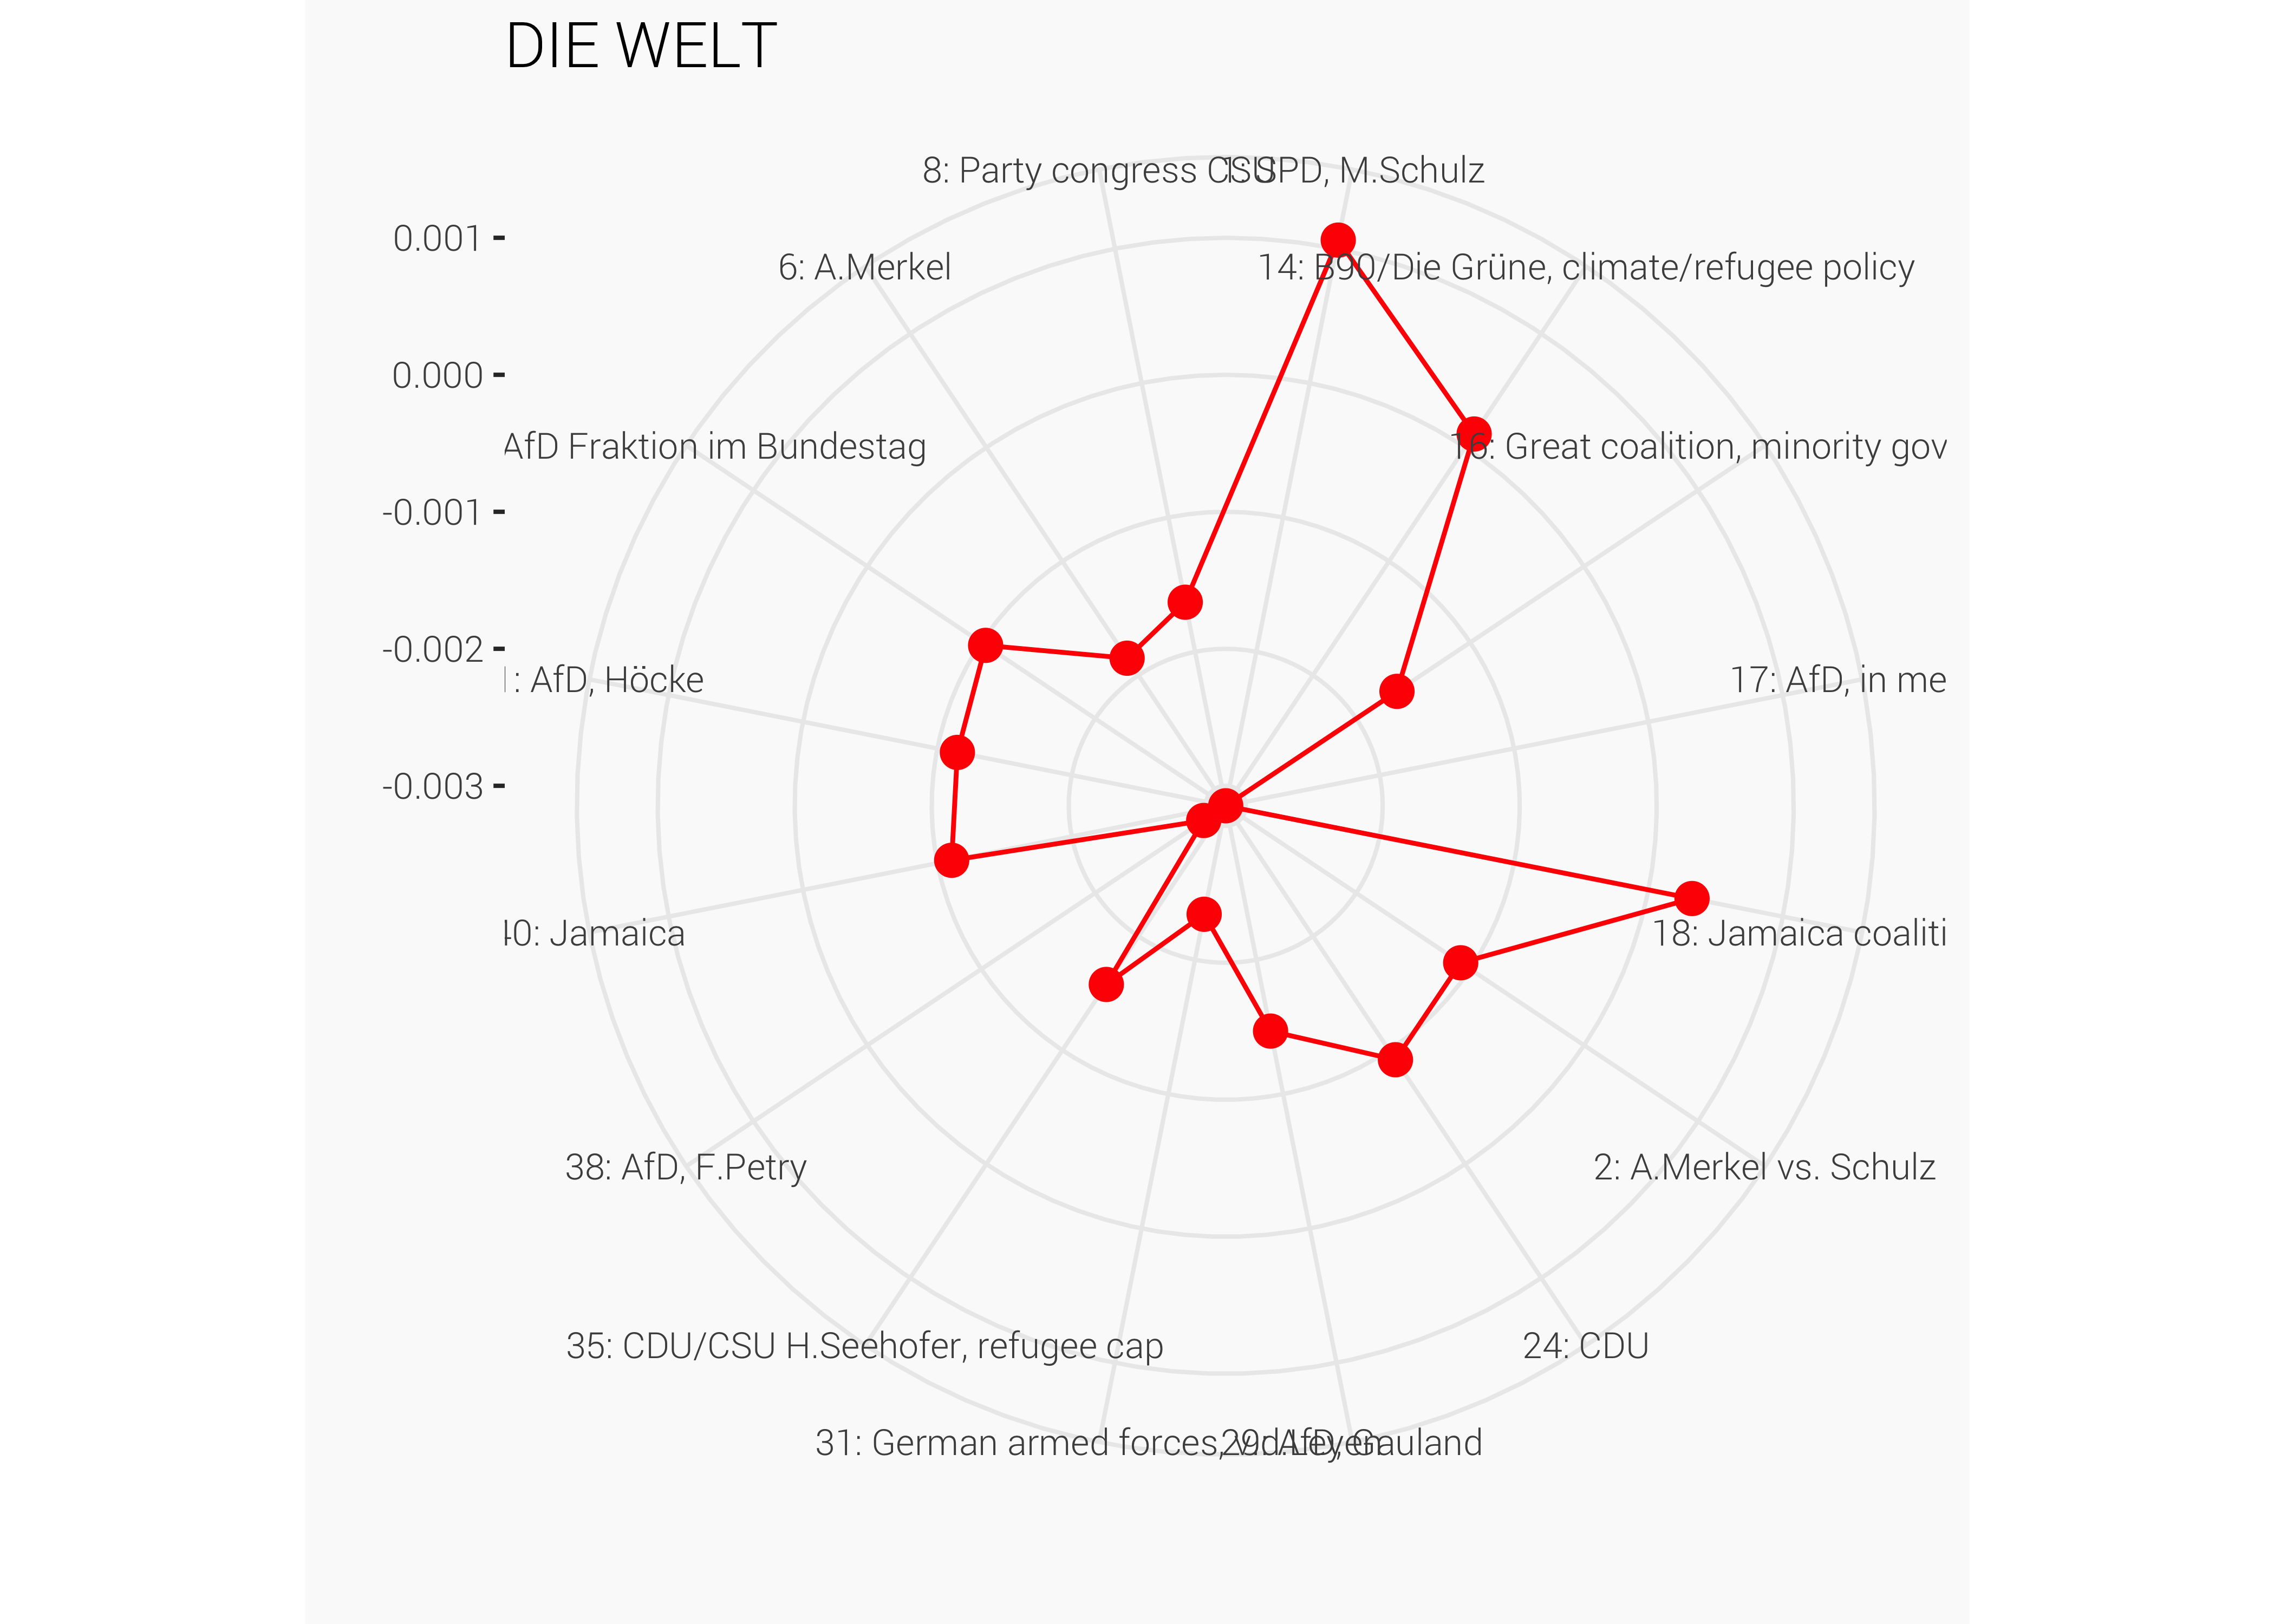 DIE WELT
8: Party congress CSU
1: SPD, M.Schulz
0.001
6: A.Merkel
14: B90/Die Grüne, climate/refugee policy
0.000
AfD Fraktion im Bundestag
16: Great coalition, minority gov
-0.001
-0.002
: AfD, Höcke
17: AfD, in me
-0.003
0: Jamaica
18: Jamaica coaliti
38: AfD, F.Petry
2: A.Merkel vs. Schulz
35: CDU/CSU H.Seehofer, refugee cap
24: CDU
31: German armed forces, v.d.Leyen
29: AfD, Gauland